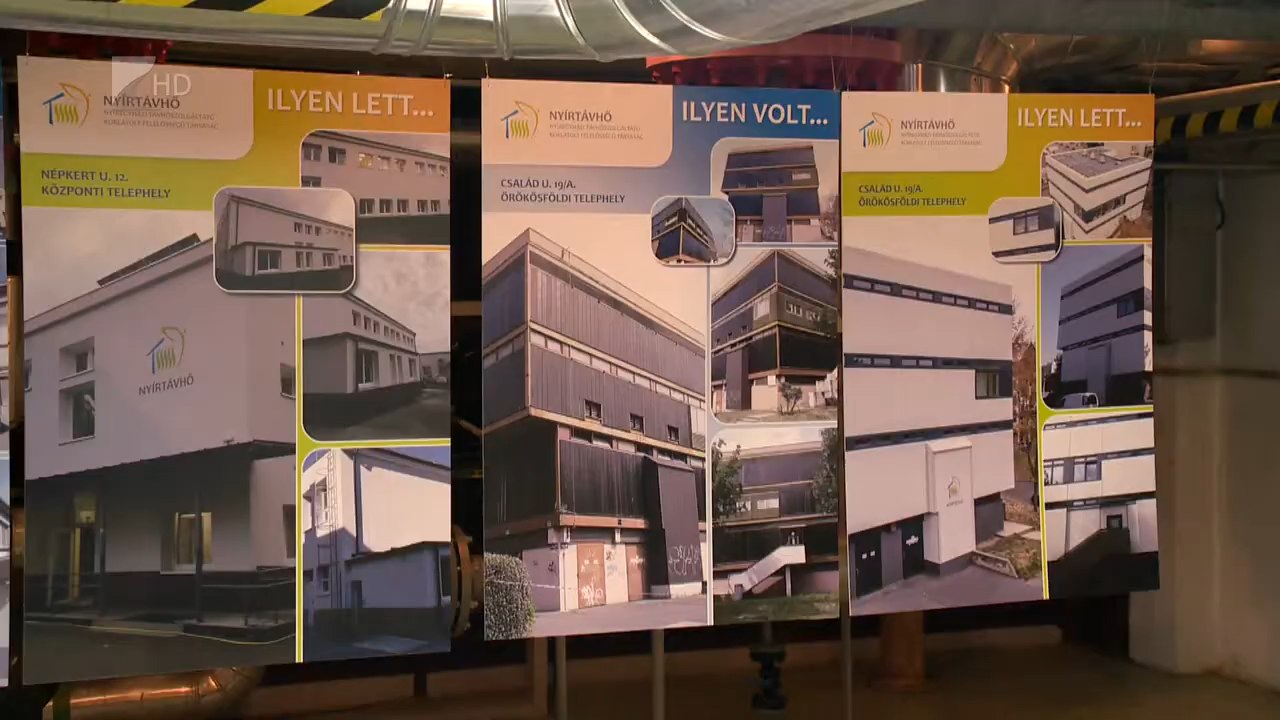 HD
NYÍRTÁVHŐ
ILYEN LETT...
NÉPKERT U. 12.
KÖZPONTI TELEPHELY
NYÍRTÁVHŐ
NYÍRTÁVHŐ
ILYEN VOLT...
CSALÁD U. 19/A.
ÖRÖKÖSFÖLDI TELEPHELY
NYÍRTÁVHŐ
ILYEN LETT...
CSALÁD U. 19/A.
ÖRÖKÖSFÖLDI TELEPHELY